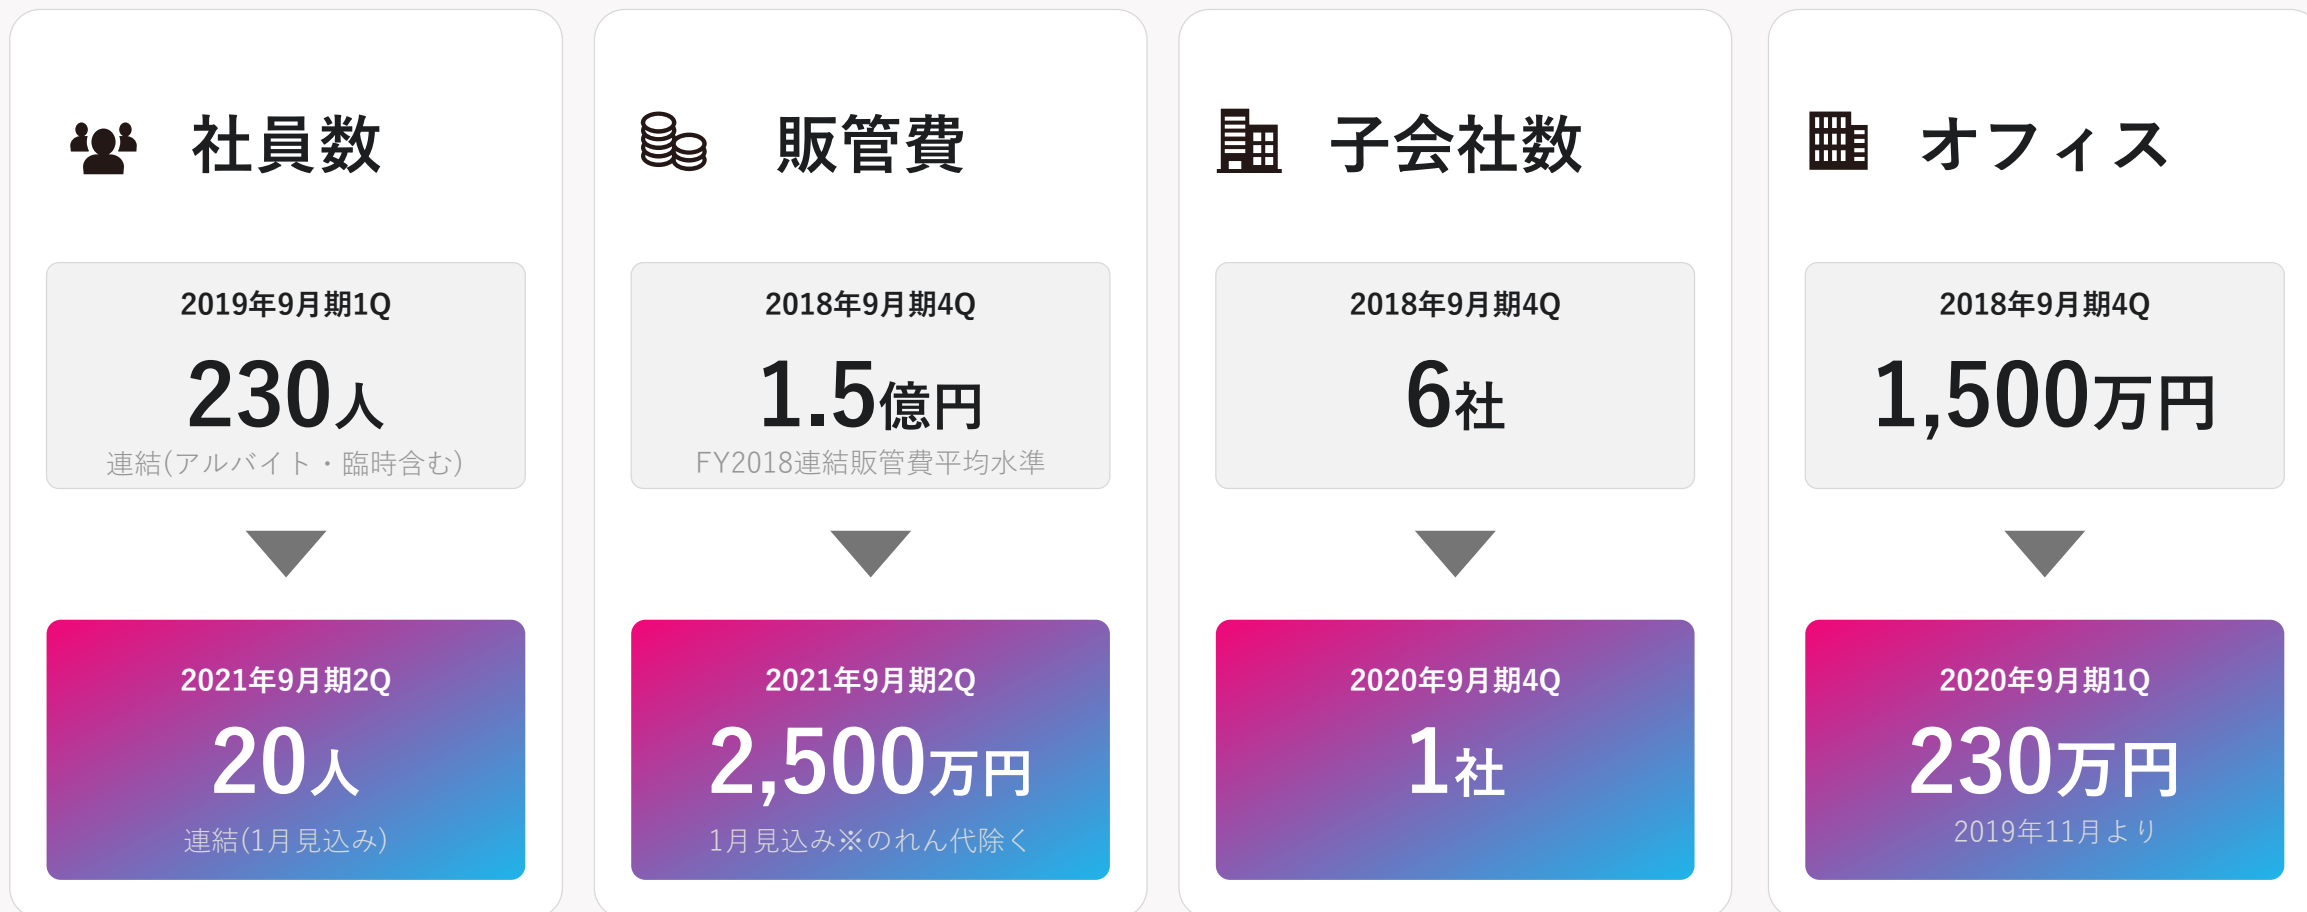 社員数
2019年9月期1Q
230人
連結(アルバイト・臨時含む)
2021年9月期2Q
20人
連結(1月見込み)
販管費
2018年9月期4Q
1.5億円
FY2018連結販管費平均水準
2021年9月期2Q
2,500万円
1月見込み※のれん代除く
子会社数
2018年9月期4Q
6社
2020年9月期4Q
1社
オフィス
2018年9月期4Q
1,500万円
2020年9月期1Q
230万円
2019年11月より